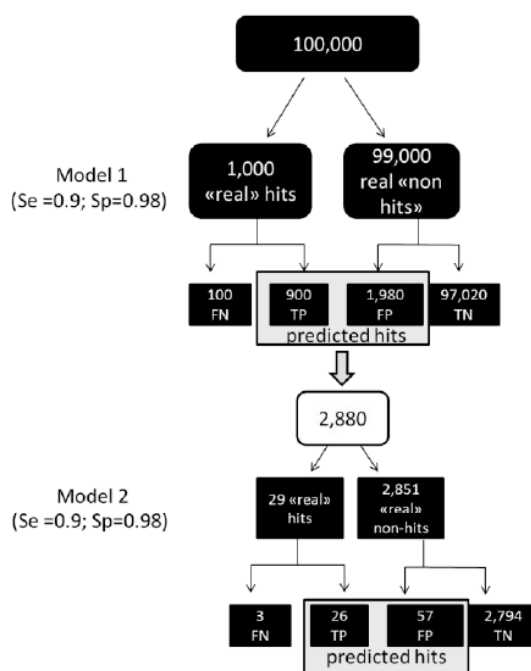 100,000
Model 1
(Se =0.9; Sp=0.98)
1,000
«real» hits
99,000
real «non
hits»
100
FN
900
TP
1,980
FP
97,020
TN
predicted hits
2,880
Model 2
(Se =0.9; Sp=0.98)
29 «real»
hits
2,851
«real»
non-hits
3
FN
26
TP
57
FP
2,794
TN
predicted hits